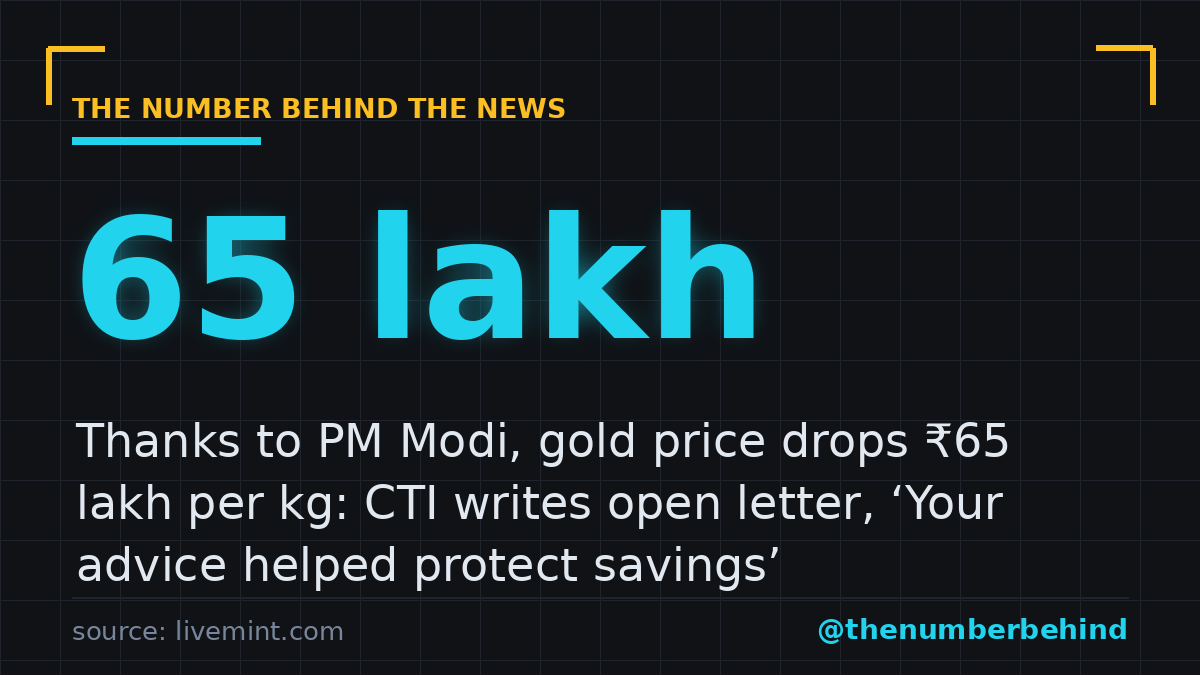 THE NUMBER BEHIND THE NEWS
65 lakh
Thanks to PM Modi, gold price drops ₹65
lakh per kg: CTI writes open letter, ‘Your
advice helped protect savings’
source: livemint.com
@thenumberbehind